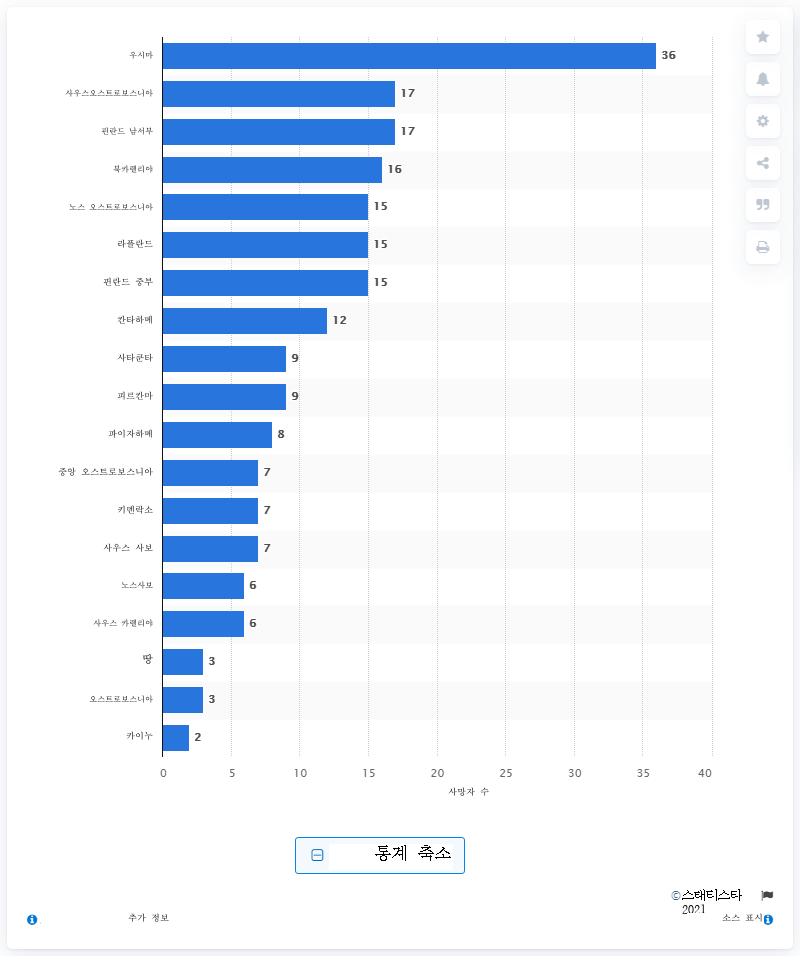 우시마 36
사우스오스트로보스니아 17
핀란드 남서부 17
북카렐리아 16
노스 오스트로보스니아 15
라플란드 15
핀란드 중부 15
칸타하메 12
사타쿤타 9
피르칸마 9
파이자하메 8
중앙 오스트로보스니아 7
키멘락소 7
사우스 사보 7
노스사보 6
사우스 카렐리아 6
땅 3
오스트로보스니아 3
카이누 2
0 5 10 15 20 25 30 35 40
사망자 수
통계 축소
©스태티스타
2021
추가 정보 소스 표시